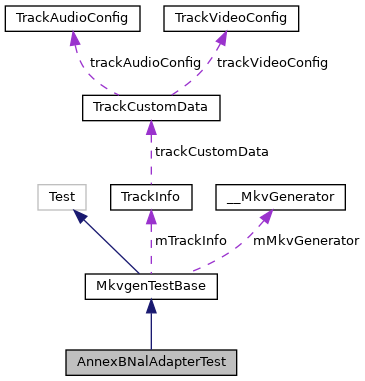 TrackAudioConfig
TrackVideoConfig
trackAudioConfig
trackVideoConfig
TrackCustomData
trackCustomData
Test
TrackInfo
__MkvGenerator
mTrackInfo
mMkvGenerator
MkvgenTestBase
AnnexBNalAdapterTest